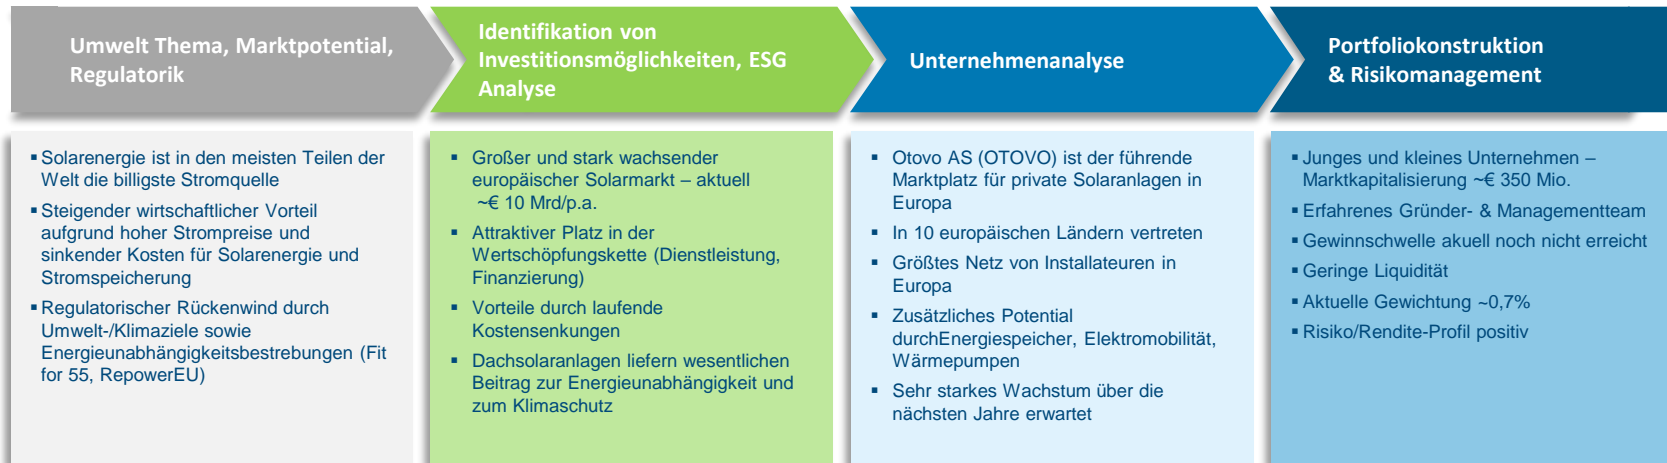 Umwelt Thema, Marktpotential,
Regulatorik
Identifikation von
Investitionsmöglichkeiten, ESG
Analyse
Unternehmenanalyse
Portfoliokonstruktion
& Risikomanagement
▪ Solarenergie ist in den meisten Teilen der
Welt die billigste Stromquelle
▪ Steigender wirtschaftlicher Vorteil
aufgrund hoher Strompreise und
sinkender Kosten für Solarenergie und
Stromspeicherung
▪ Regulatorischer Rückenwind durch
Umwelt-/Klimaziele sowie
Energieunabhängigkeitsbestrebungen (Fit
for 55, RepowerEU)
▪ Großer und stark wachsender
europäischer Solarmarkt – aktuell
~€ 10 Mrd/p.a.
▪ Attraktiver Platz in der
Wertschöpfungskette (Dienstleistung,
Finanzierung)
▪ Vorteile durch laufende
Kostensenkungen
▪ Dachsolaranlagen liefern wesentlichen
Beitrag zur Energieunabhängigkeit und
zum Klimaschutz
▪ Otovo AS (OTOVO) ist der führende
Marktplatz für private Solaranlagen in
Europa
▪ In 10 europäischen Ländern vertreten
▪ Größtes Netz von Installateuren in
Europa
▪ Zusätzliches Potential
durchEnergiespeicher, Elektromobilität,
Wärmepumpen
▪ Sehr starkes Wachstum über die
nächsten Jahre erwartet
▪ Junges und kleines Unternehmen –
Marktkapitalisierung ~€ 350 Mio.
▪ Erfahrenes Gründer- & Managementteam
▪ Gewinnschwelle akuell noch nicht erreicht
▪ Geringe Liquidität
▪ Aktuelle Gewichtung ~0,7%
▪ Risiko/Rendite-Profil positiv